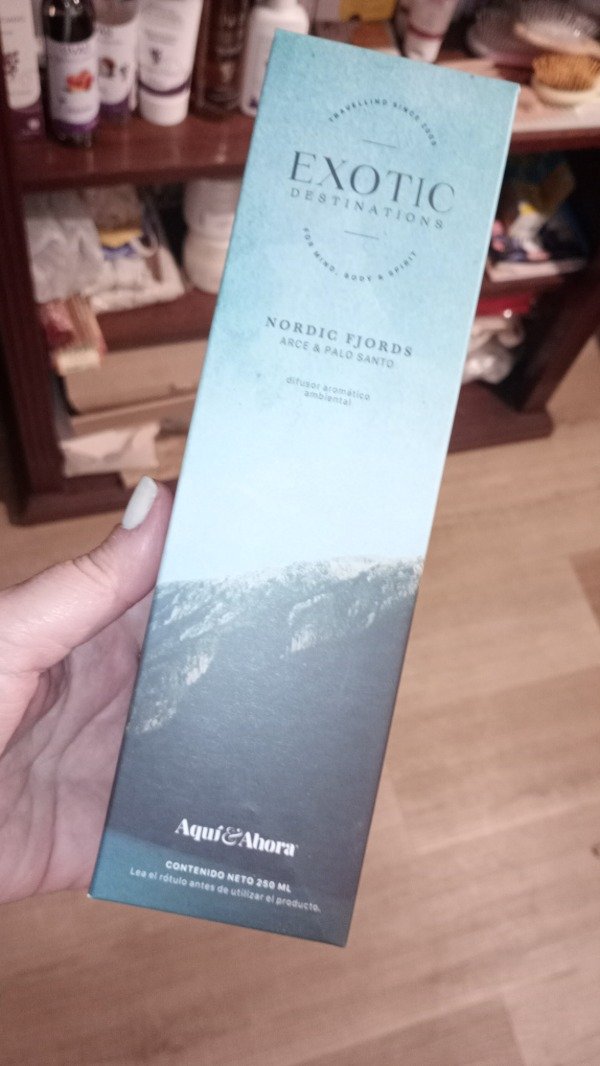 TRAVELLING SINCE 2005
EXOTIC
DESTINATIONS
FOR MIND, BODY & SPIRIT
NORDIC FJORDS
ARCE & PALO SANTO
difusor aromático
ambiental
Aquí&Ahora
CONTENIDO NETO 250 ML
Lea el rótulo antes de utilizar el producto.